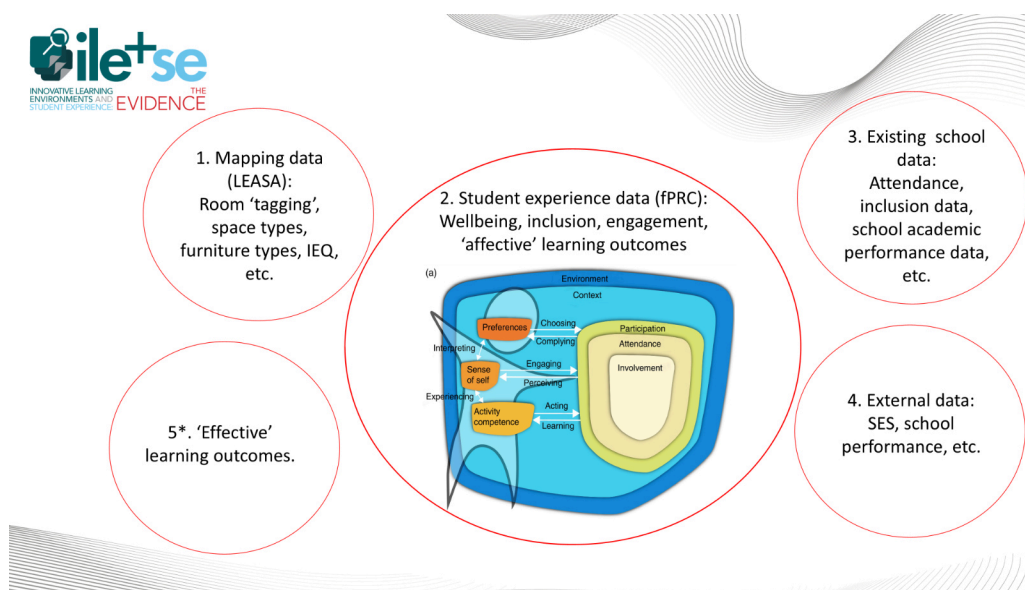 ile+se
INNOVATIVE LEARNING
ENVIRONMENTS AND THE
STUDENT EXPERIENCE: EVIDENCE
1. Mapping data
(LEASA):
Room ‘tagging’,
space types,
furniture types, IEQ,
etc.
2. Student experience data (fPRC):
Wellbeing, inclusion, engagement,
‘affective’ learning outcomes
(a)
Environment
Context
Preferences
Choosing
Complying
Participation
Attendance
Involvement
Interpreting
Sense
of self
Engaging
Perceiving
Experiencing
Activity
competence
Acting
Learning
3. Existing school
data:
Attendance,
inclusion data,
school academic
performance data,
etc.
5*. ‘Effective’
learning outcomes.
4. External data:
SES, school
performance, etc.